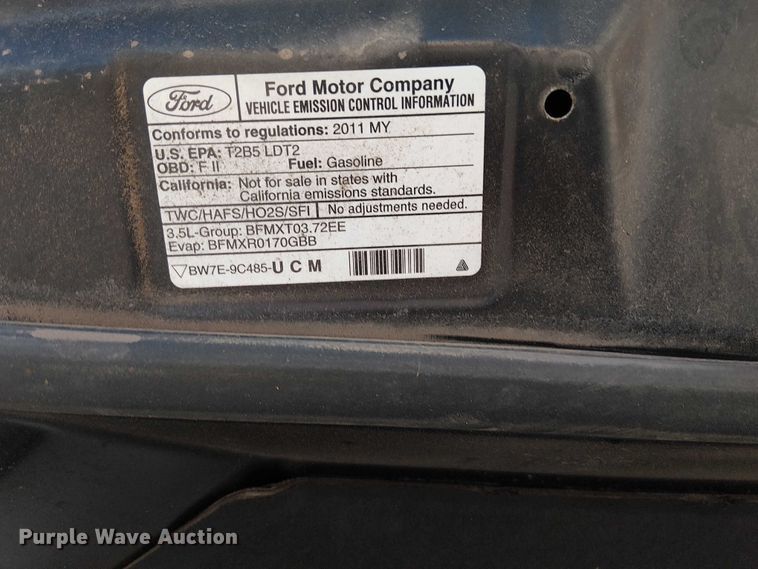 Ford
Ford Motor Company
VEHICLE EMISSION CONTROL INFORMATION
Conforms to regulations: 2011 MY
U.S. EPA: T2B5 LDT2
OBD: F II Fuel: Gasoline
California: Not for sale in states with
California emissions standards.
TWC/HAFS/HO2S/SFI No adjustments needed.
3.5L-Group: BFMXT03.72EE
Evap: BFMXR0170GBB
BW7E-9C485-U C M
Purple Wave Auction